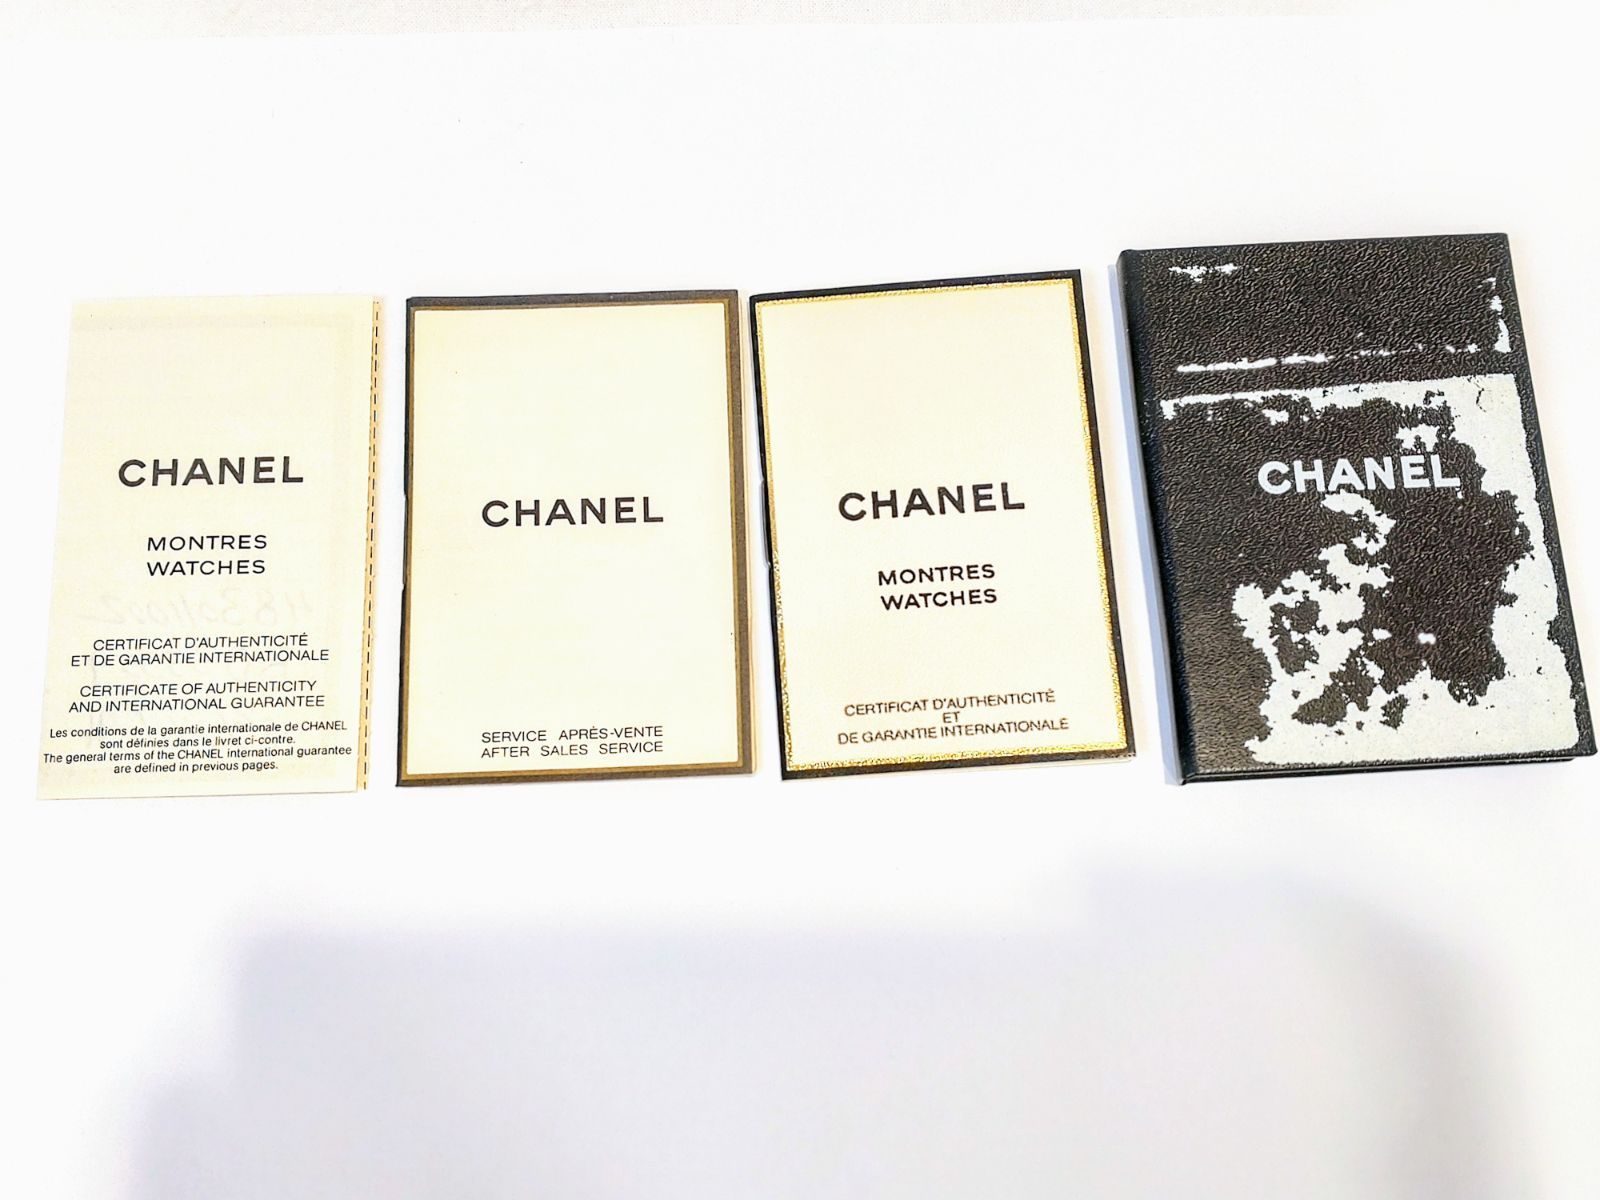 CHANEL
MONTRES
WATCHES
CERTIFICAT D'AUTHENTICITÉ
ET DE GARANTIE INTERNATIONALE
CERTIFICATE OF AUTHENTICITY
AND INTERNATIONAL GUARANTEE
Les conditions de la garantie internationale de CHANEL
sont définies dans le livret ci-contre.
The general terms of the CHANEL international guarantee
are defined in previous pages.
CHANEL
SERVICE APRÈS-VENTE
AFTER SALES SERVICE
CHANEL
MONTRES
WATCHES
CERTIFICAT D'AUTHENTICITÉ
ET
DE GARANTIE INTERNATIONALE
CHANEL